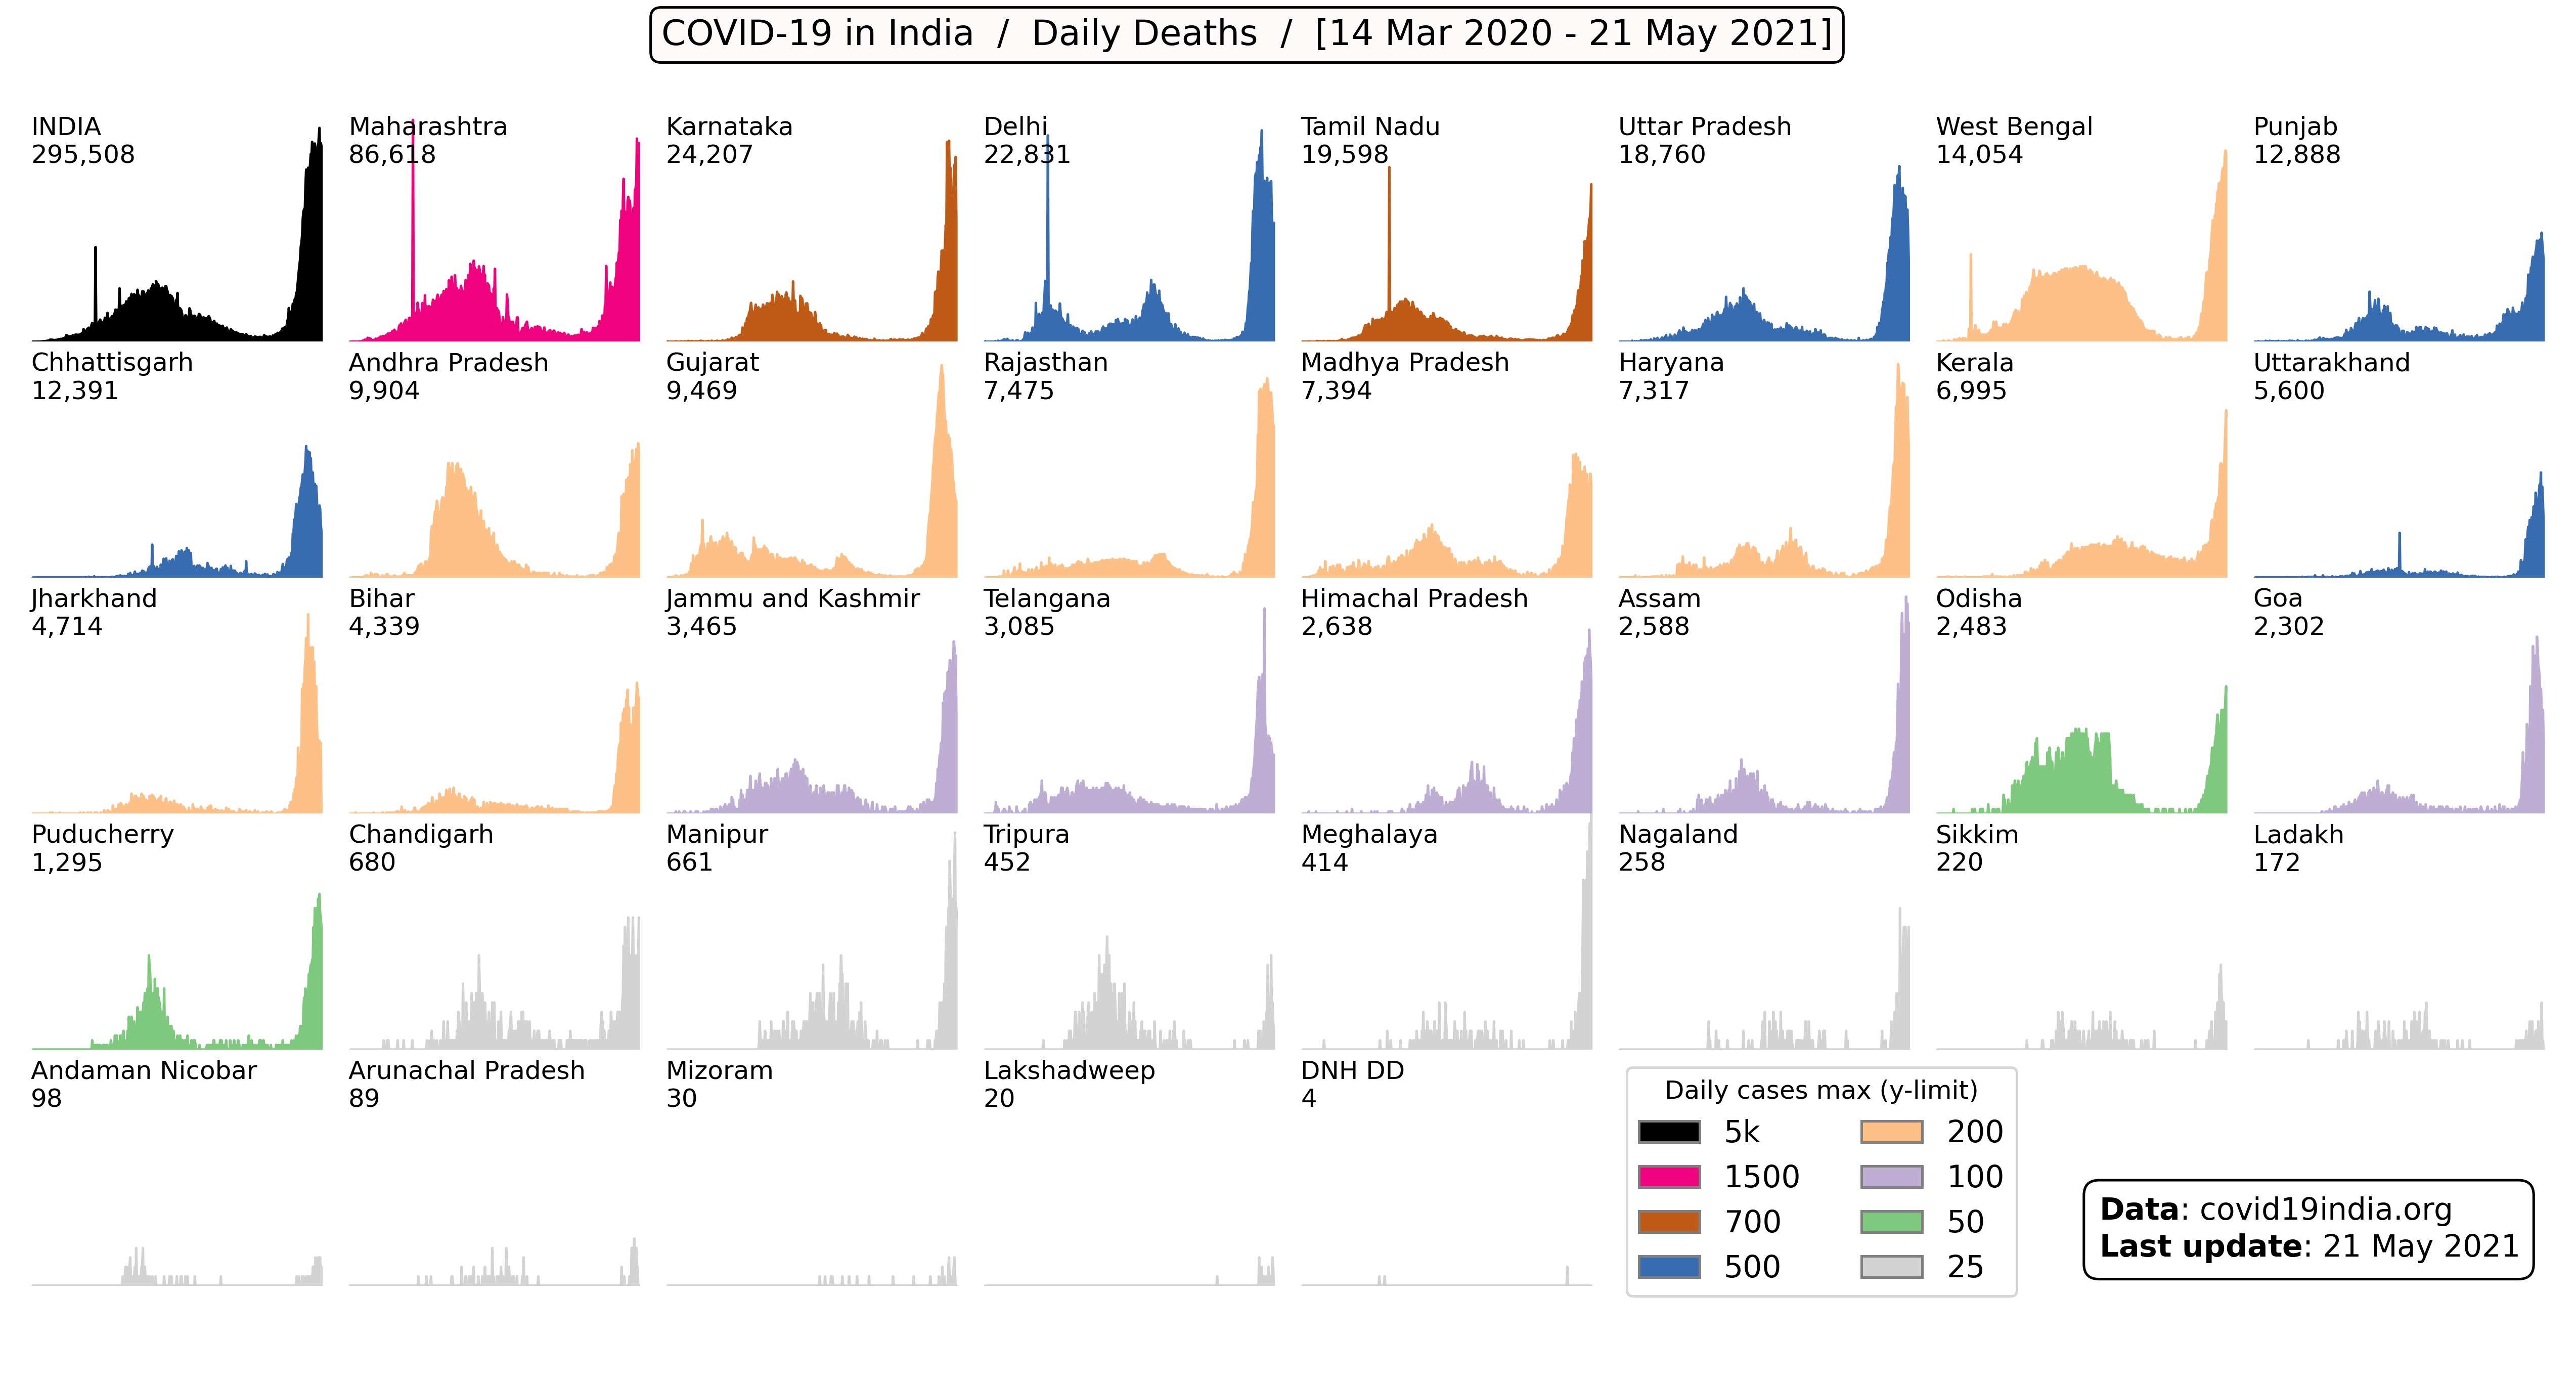 COVID-19 in India / Daily Deaths / [14 Mar 2020 - 21 May 2021]
INDIA
295,508
Maharashtra
86,618
Karnataka
24,207
Delhi
22,831
Tamil Nadu
19,598
Uttar Pradesh
18,760
West Bengal
14,054
Punjab
12,888
Chhattisgarh
12,391
Andhra Pradesh
9,904
Gujarat
9,469
Rajasthan
7,475
Madhya Pradesh
7,394
Haryana
7,317
Kerala
6,995
Uttarakhand
5,600
Jharkhand
4,714
Bihar
4,339
Jammu and Kashmir
3,465
Telangana
3,085
Himachal Pradesh
2,638
Assam
2,588
Odisha
2,483
Goa
2,302
Puducherry
1,295
Chandigarh
680
Manipur
661
Tripura
452
Meghalaya
414
Nagaland
258
Sikkim
220
Ladakh
172
Andaman Nicobar
98
Arunachal Pradesh
89
Mizoram
30
Lakshadweep
20
DNH DD
4
Daily cases max (y-limit)
5k
1500
700
500
200
100
50
25
Data: covid19india.org
Last update: 21 May 2021